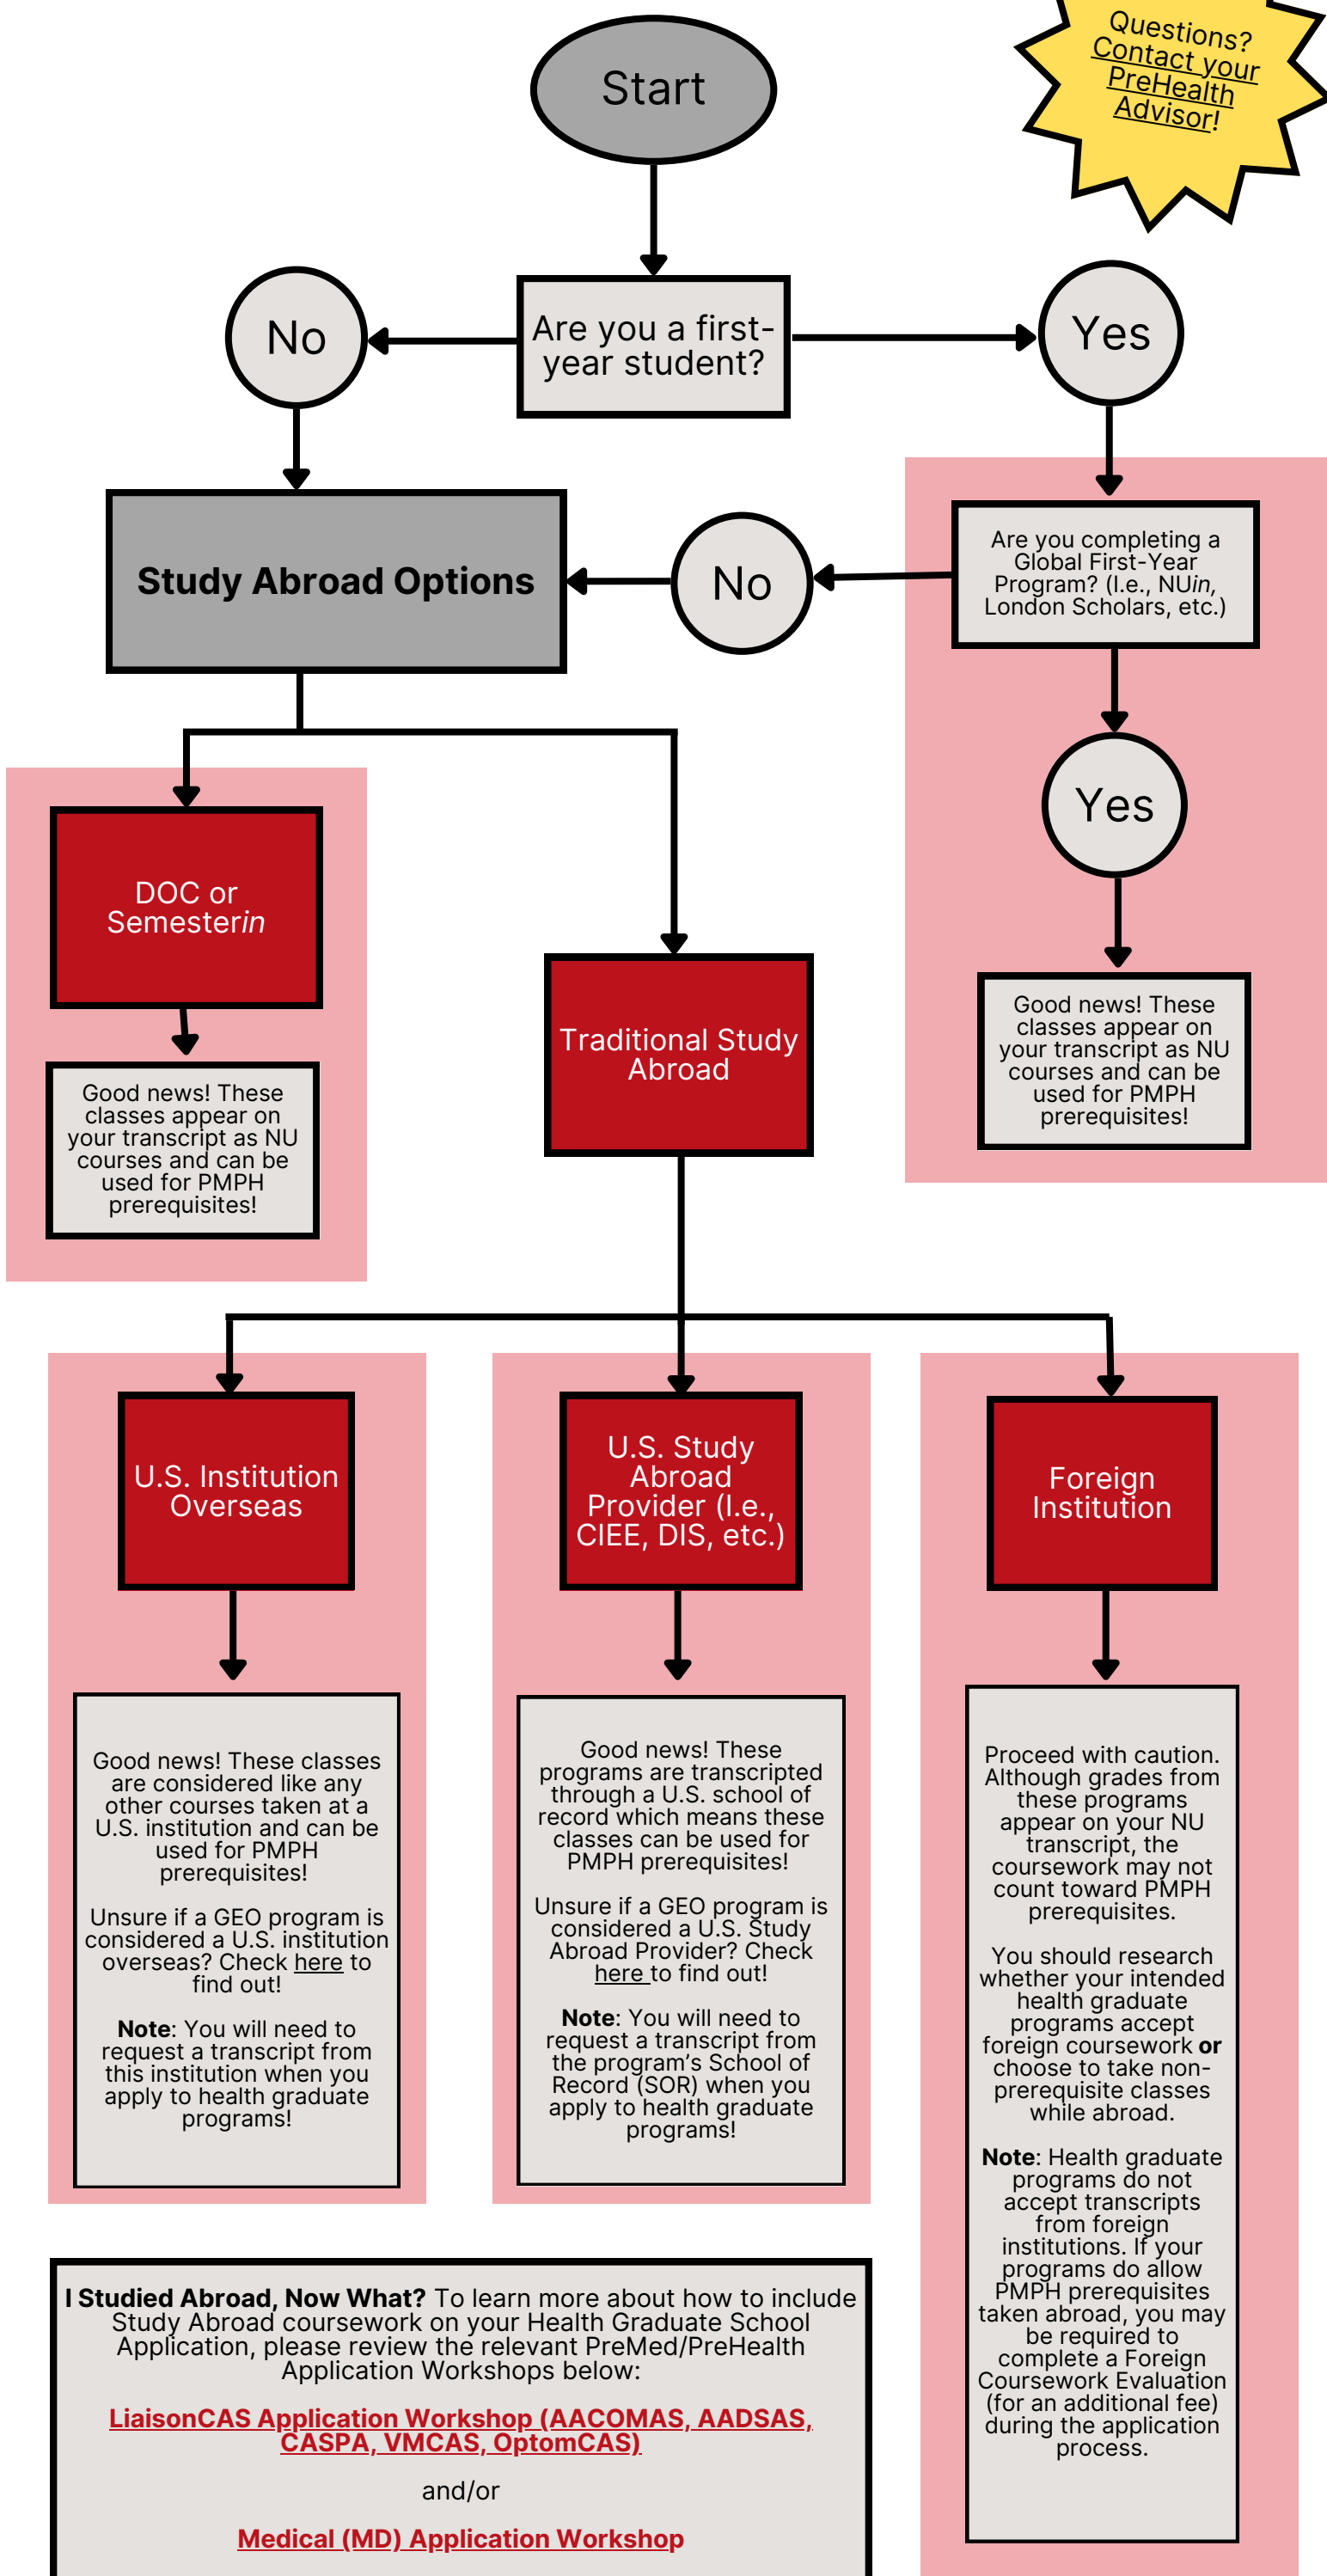 Questions?
Contact your
PreHealth
Advisor!
Start
Are you a first-
year student?
No
Yes
Study Abroad Options
No
Are you completing a
Global First-Year
Program? (I.e., NUin,
London Scholars, etc.)
Yes
DOC or
Semesterin
Good news! These
classes appear on
your transcript as NU
courses and can be
used for PMPH
prerequisites!
Traditional Study
Abroad
Good news! These
classes appear on
your transcript as NU
courses and can be
used for PMPH
prerequisites!
U.S. Institution
Overseas
Good news! These classes
are considered like any
other courses taken at a
U.S. institution and can be
used for PMPH
prerequisites!
Unsure if a GEO program is
considered a U.S. institution
overseas? Check here to
find out!
Note: You will need to
request a transcript from
this institution when you
apply to health graduate
programs!
U.S. Study
Abroad
Provider (I.e.,
CIEE, DIS, etc.)
Good news! These
programs are transcripted
through a U.S. school of
record which means these
classes can be used for
PMPH prerequisites!
Unsure if a GEO program is
considered a U.S. Study
Abroad Provider? Check
here to find out!
Note: You will need to
request a transcript from
the program's School of
Record (SOR) when you
apply to health graduate
programs!
Foreign
Institution
Proceed with caution.
Although grades from
these programs
appear on your NU
transcript, the
coursework may not
count toward PMPH
prerequisites.
You should research
whether your intended
health graduate
programs accept
foreign coursework or
choose to take non-
prerequisite classes
while abroad.
Note: Health graduate
programs do not
accept transcripts
from foreign
institutions. If your
programs do allow
PMPH prerequisites
taken abroad, you may
be required to
complete a Foreign
Coursework Evaluation
(for an additional fee)
during the application
process.
I Studied Abroad, Now What? To learn more about how to include
Study Abroad coursework on your Health Graduate School
Application, please review the relevant PreMed/PreHealth
Application Workshops below:
LiaisonCAS Application Workshop (AACOMAS, AADSAS,
CASPA, VMCAS, OptomCAS)
and/or
Medical (MD) Application Workshop